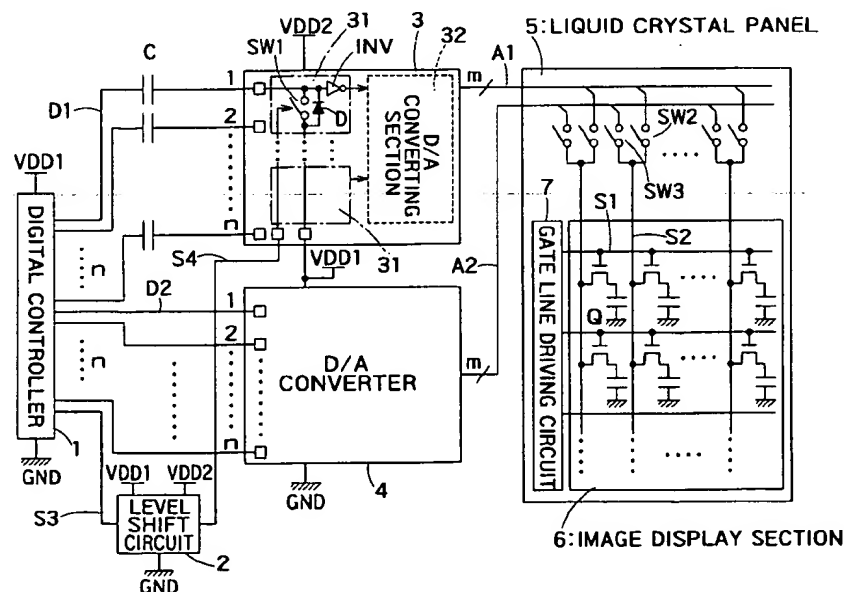 5:LIQUID CRYSTAL PANEL
VDD2
31
3
32
A1
C
SW1
INV
D1
1
D
m
2
D/A CONVERTING SECTION
SW2
SW3
VDD1
7
DIGITAL CONTROLLER
n
n
31
S4
VDD1
A2
S1
S2
GATE LINE DRIVING CIRCUIT
D2
1
2
Q
D/A CONVERTER
m
n
n
1
GND
VDD1
VDD2
GND
4
S3
LEVEL SHIFT CIRCUIT
2
GND
6:IMAGE DISPLAY SECTION